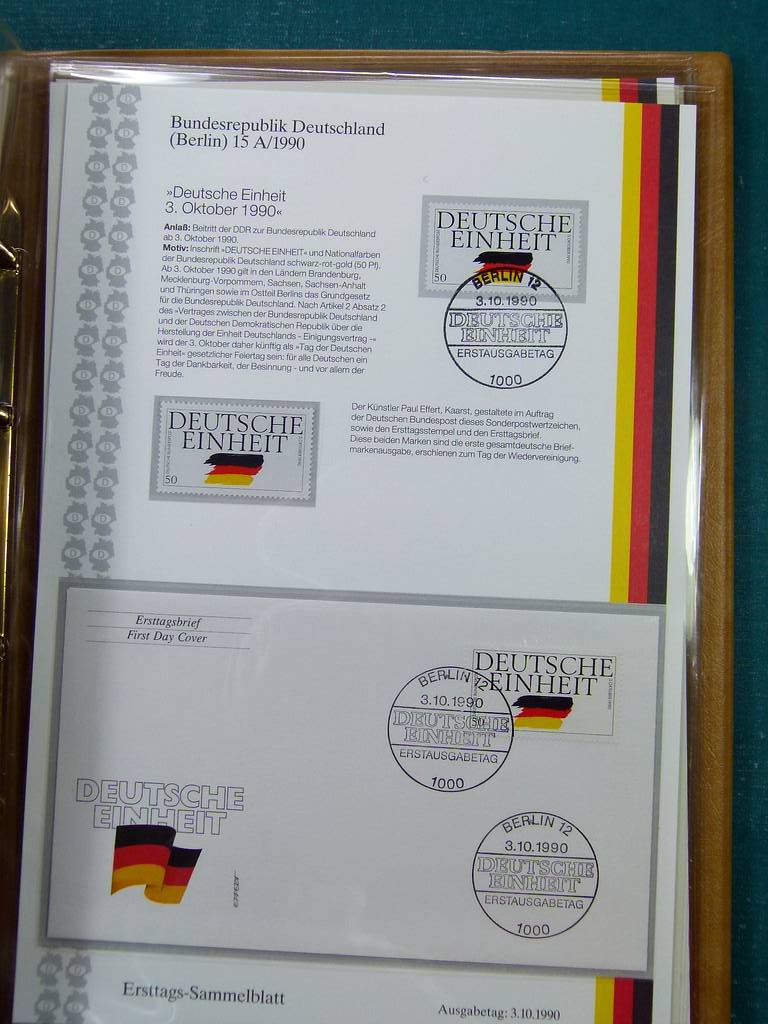 Bundesrepublik Deutschland
(Berlin) 15 A/1990
»Deutsche Einheit
3. Oktober 1990«
Anlaß: Beitritt der DDR zur Bundesrepublik Deutschland
ab 3. Oktober 1990.
Motiv: Inschrift »DEUTSCHE EINHEIT« und Nationalfarben
der Bundesrepublik Deutschland schwarz-rot-gold (50 Pf).
Ab 3. Oktober 1990 gilt in den Ländern Brandenburg,
Mecklenburg-Vorpommern, Sachsen, Sachsen-Anhalt
und Thüringen sowie im Ostteil Berlins das Grundgesetz
für die Bundesrepublik Deutschland. Nach Artikel 2 Absatz 2
des »Vertrages zwischen der Bundesrepublik Deutschland
und der Deutschen Demokratischen Republik über die
Herstellung der Einheit Deutschlands - Einigungsvertrag -«
wird der 3. Oktober daher künftig als »Tag der Deutschen
Einheit« gesetzlicher Feiertag sein: für alle Deutschen ein
Tag der Dankbarkeit, der Besinnung - und vor allem der
Freude.
DEUTSCHE
EINHEIT
50
BERLIN 12
3.10.1990
DEUTSCHE
EINHEIT
ERSTAUSGABETAG
1000
DEUTSCHE
EINHEIT
50
Der Künstler Paul Effert, Kaarst, gestaltete im Auftrag
der Deutschen Bundespost dieses Sonderpostwertzeichen,
sowie den Ersttagsstempel und den Ersttagsbrief.
Diese beiden Marken sind die erste gesamtdeutsche Brief-
markenausgabe, erschienen zum Tag der Wiedervereinigung.
Ersttagsbrief
First Day Cover
DEUTSCHE
EINHEIT
50
BERLIN 12
3.10.1990
DEUTSCHE
EINHEIT
ERSTAUSGABETAG
1000
DEUTSCHE
EINHEIT
BERLIN 12
3.10.1990
DEUTSCHE
EINHEIT
ERSTAUSGABETAG
1000
Ersttags-Sammelblatt
Ausgabetag: 3.10.1990